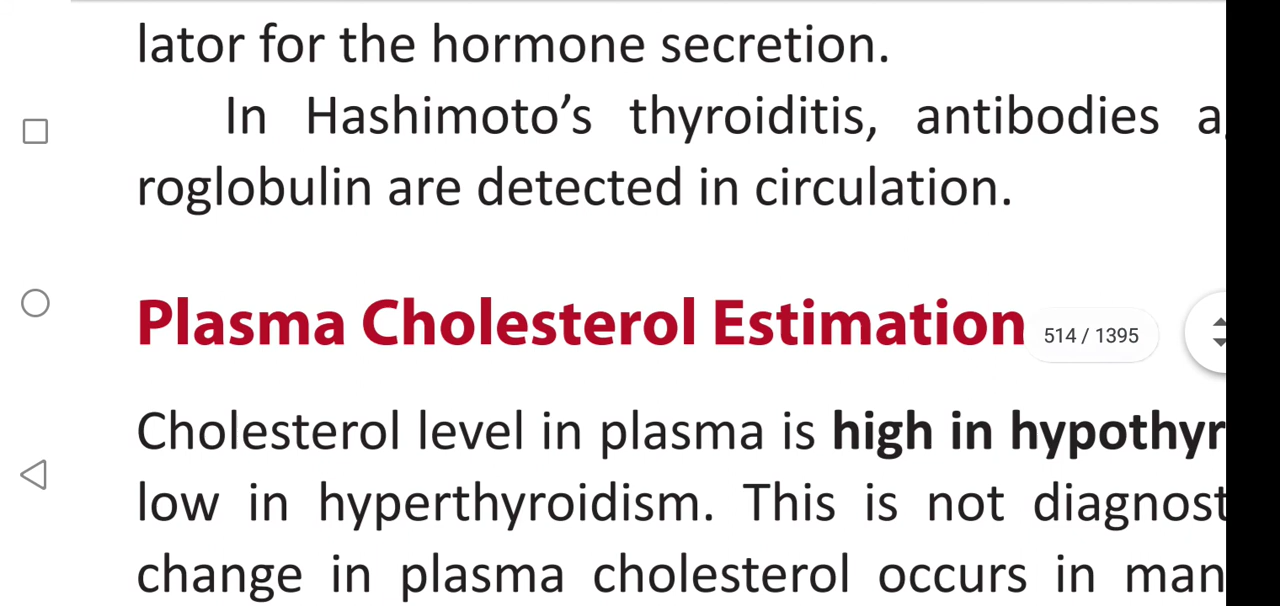 lator for the hormone secretion.
In Hashimoto’s thyroiditis, antibodies
roglobulin are detected in circulation.
Plasma Cholesterol Estimation
514 / 1395
Cholesterol level in plasma is high in hypothyr
low in hyperthyroidism. This is not diagnost
change in plasma cholesterol occurs in man